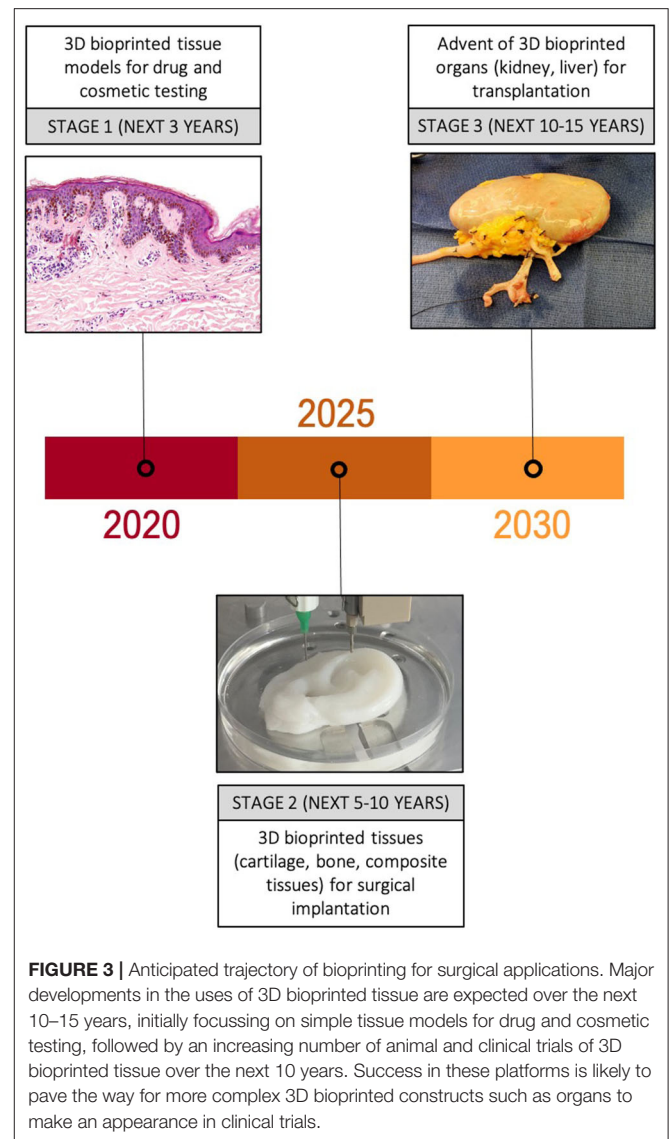 3D bioprinted tissue
models for drug and
cosmetic testing
STAGE 1 (NEXT 3 YEARS)
Advent of 3D bioprinted
organs (kidney, liver) for
transplantation
STAGE 3 (NEXT 10-15 YEARS)
2025
2020
2030
STAGE 2 (NEXT 5-10 YEARS)
3D bioprinted tissues
(cartilage, bone, composite
tissues) for surgical
implantation
FIGURE 3 | Anticipated trajectory of bioprinting for surgical applications. Major
developments in the uses of 3D bioprinted tissue are expected over the next
10–15 years, initially focussing on simple tissue models for drug and cosmetic
testing, followed by an increasing number of animal and clinical trials of 3D
bioprinted tissue over the next 10 years. Success in these platforms is likely to
pave the way for more complex 3D bioprinted constructs such as organs to
make an appearance in clinical trials.